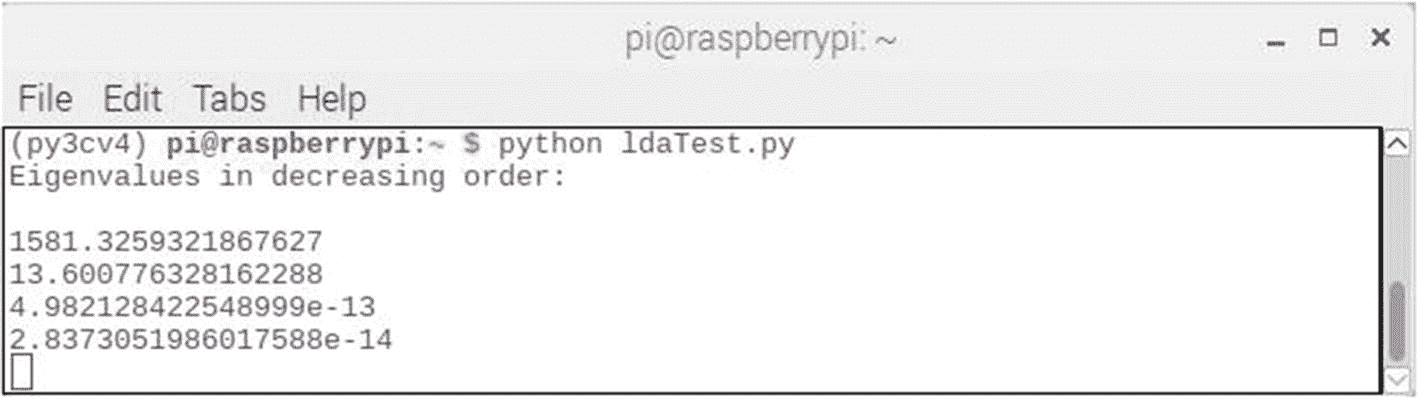 pi@raspberrypi: ~
File Edit Tabs Help
(py3cv4) pi@raspberrypi:~ $ python ldaTest.py
Eigenvalues in decreasing order:
1581.3259321867627
13.600776328162288
4.982128422548999e-13
2.8373051986017588e-14